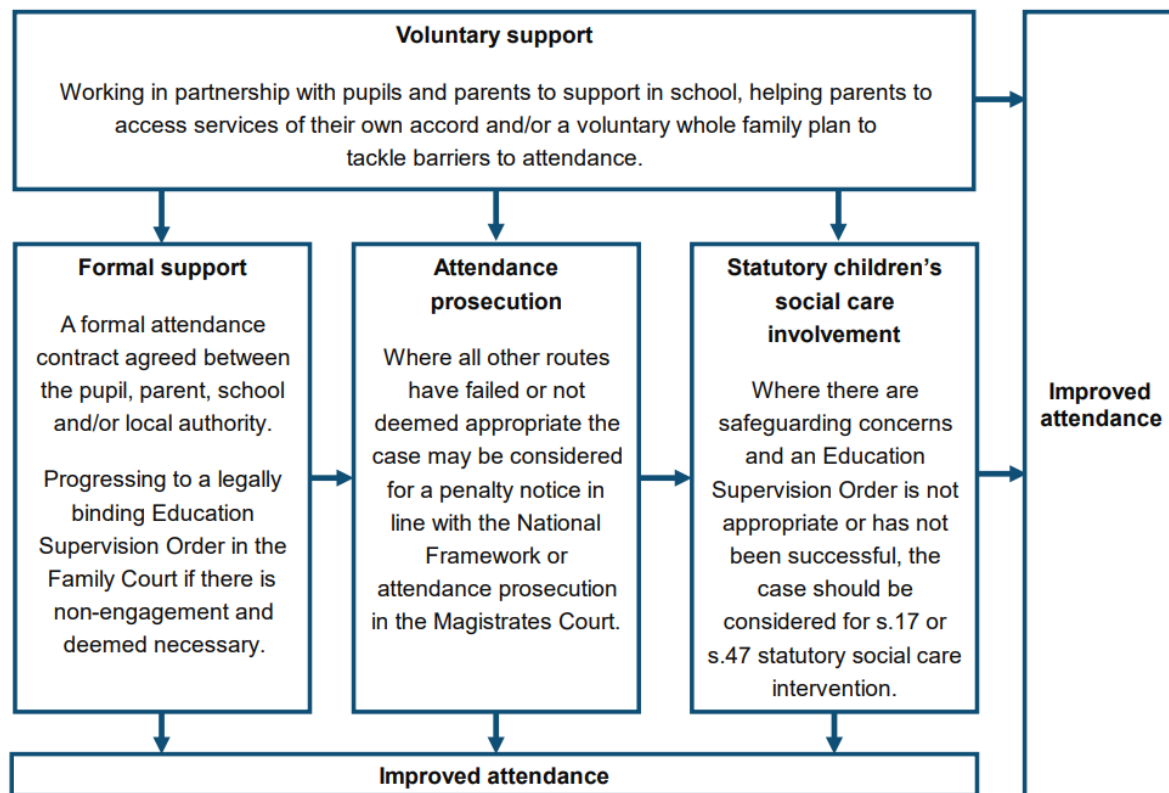 Voluntary support
Working in partnership with pupils and parents to support in school, helping parents to
access services of their own accord and/or a voluntary whole family plan to
tackle barriers to attendance.
Formal support
A formal attendance
contract agreed between
the pupil, parent, school
and/or local authority.
Progressing to a legally
binding Education
Supervision Order in the
Family Court if there is
non-engagement and
deemed necessary.
Attendance
prosecution
Where all other routes
have failed or not
deemed appropriate the
case may be considered
for a penalty notice in
line with the National
Framework or
attendance prosecution
in the Magistrates Court.
Statutory children’s
social care
involvement
Where there are
safeguarding concerns
and an Education
Supervision Order is not
appropriate or has not
been successful, the
case should be
considered for s.17 or
s.47 statutory social care
intervention.
Improved
attendance
Improved attendance